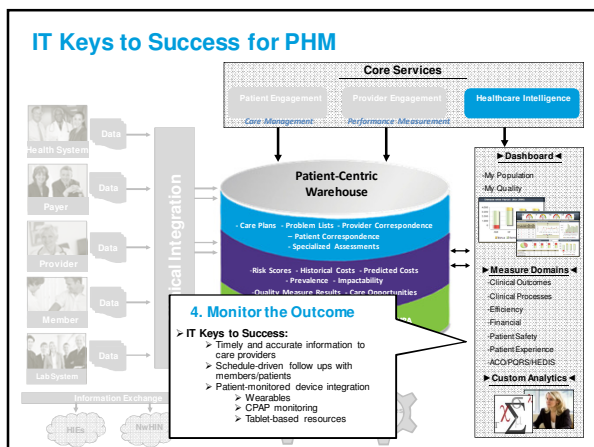 IT Keys to Success for PHM
Core Services
Patient Engagement
Provider Engagement
Healthcare Intelligence
Care Management
Performance Measurement
Health System
Data
Payer
Data
Provider
Data
Member
Data
Lab System
Data
ical Integration
Patient-Centric
Warehouse
- Care Plans - Problem Lists - Provider Correspondence
– Patient Correspondence
- Specialized Assessments
- Risk Scores - Historical Costs - Predicted Costs
- Prevalence - Impactability
-Quality Measure Results - Care Opportunities
►Dashboard◄
-My Population
-My Quality
►Measure Domains◄
-Clinical Outcomes
-Clinical Processes
-Efficiency
-Financial
-Patient Safety
-Patient Experience
-ACO/PQRS/HEDIS
►Custom Analytics◄
Σ
4. Monitor the Outcome
➢ IT Keys to Success:
➢ Timely and accurate information to
care providers
➢ Schedule-driven follow ups with
members/patients
➢ Patient-monitored device integration
➢ Wearables
➢ CPAP monitoring
➢ Tablet-based resources
Information Exchange
HIEs
NwHIN